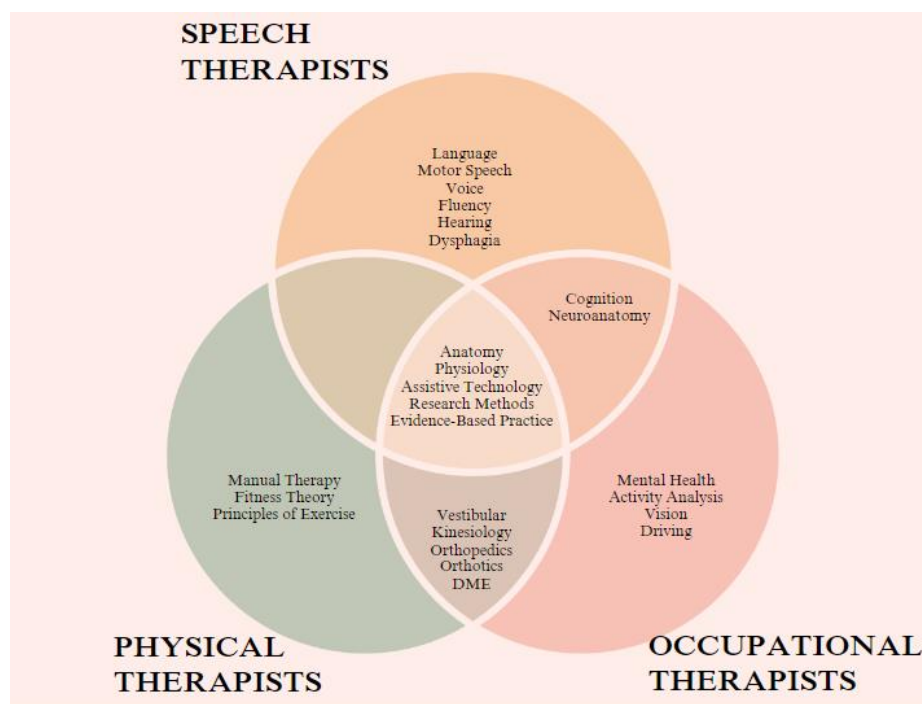 SPEECH
THERAPISTS
Language
Motor Speech
Voice
Fluency
Hearing
Dysphagia
Cognition
Neuroanatomy
Anatomy
Physiology
Assistive Technology
Research Methods
Evidence-Based Practice
Manual Therapy
Fitness Theory
Principles of Exercise
Mental Health
Activity Analysis
Vision
Driving
Vestibular
Kinesiology
Orthopedics
Orthotics
DME
PHYSICAL
THERAPISTS
OCCUPATIONAL
THERAPISTS